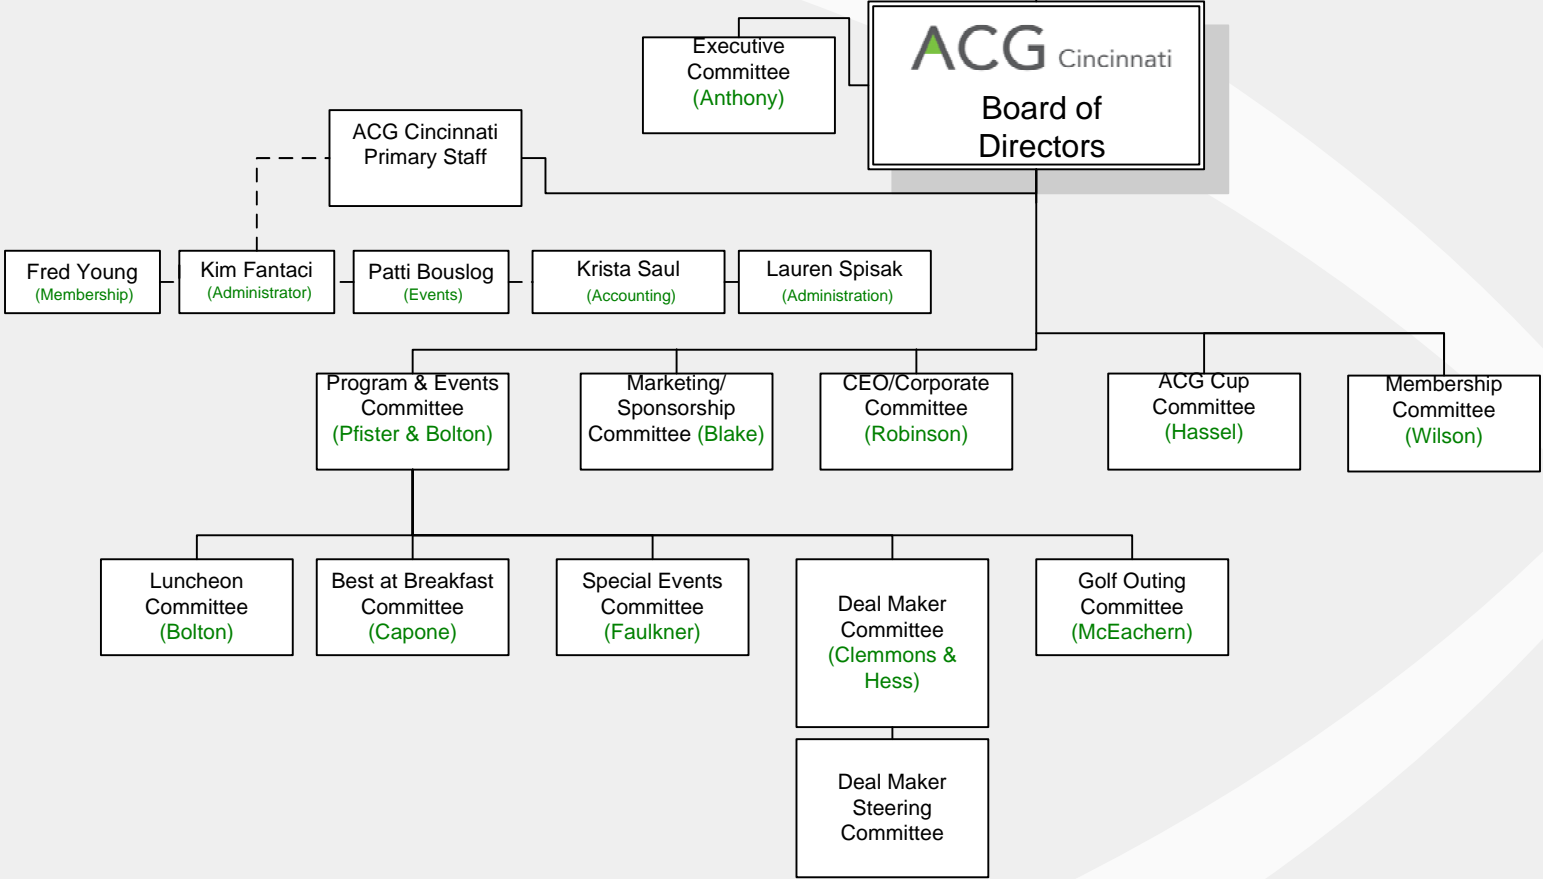 ACG Cincinnati
Board of
Directors
Executive
Committee
(Anthony)
ACG Cincinnati
Primary Staff
Fred Young
(Membership)
Kim Fantaci
(Administrator)
Patti Bouslog
(Events)
Krista Saul
(Accounting)
Lauren Spisak
(Administration)
Program & Events
Committee
(Pfister & Bolton)
Marketing/
Sponsorship
Committee (Blake)
CEO/Corporate
Committee
(Robinson)
ACG Cup
Committee
(Hassel)
Membership
Committee
(Wilson)
Luncheon
Committee
(Bolton)
Best at Breakfast
Committee
(Capone)
Special Events
Committee
(Faulkner)
Deal Maker
Committee
(Clemmons &
Hess)
Golf Outing
Committee
(McEachern)
Deal Maker
Steering
Committee